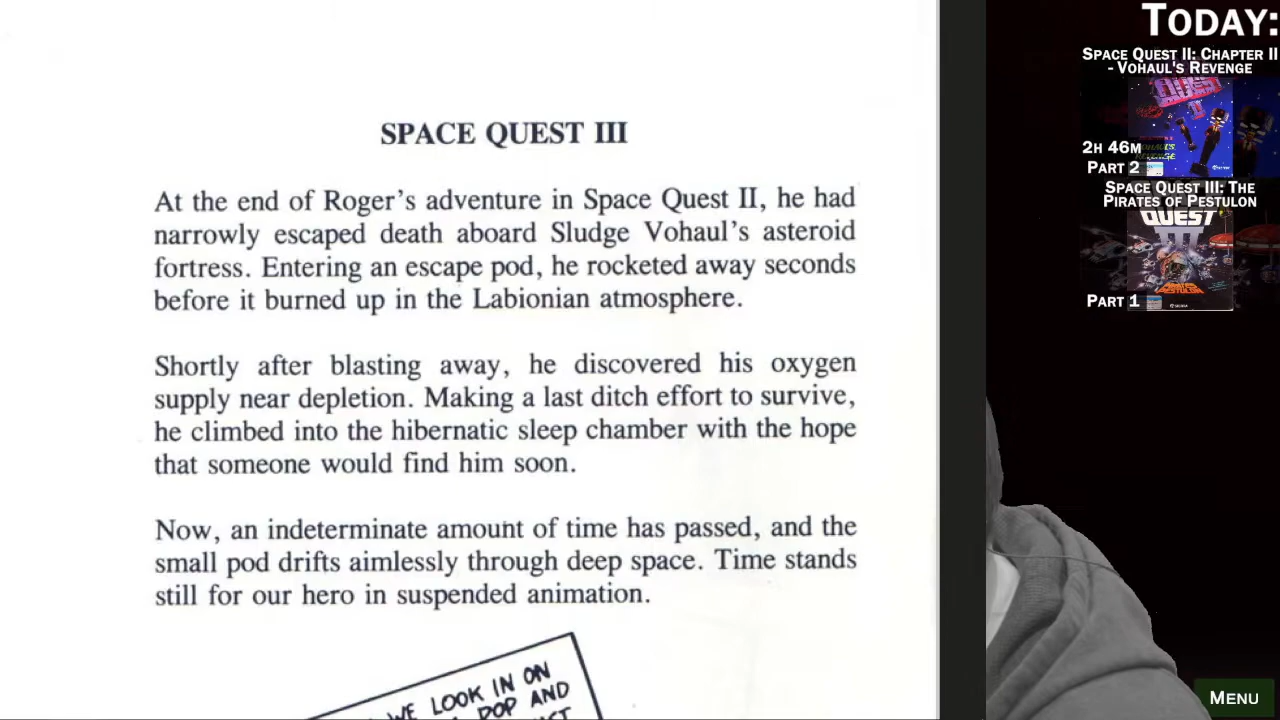 SPACE QUEST III
At the end of Roger's adventure in Space Quest II, he had
narrowly escaped death aboard Sludge Vohaul's asteroid
fortress. Entering an escape pod, he rocketed away seconds
before it burned up in the Labionian atmosphere.
Shortly after blasting away, he discovered his oxygen
supply near depletion. Making a last ditch effort to survive,
he climbed into the hibernatic sleep chamber with the hope
that someone would find him soon.
Now, an indeterminate amount of time has passed, and the
small pod drifts aimlessly through deep space. Time stands
still for our hero in suspended animation.
WE LOOK IN ON
POP AND
TODAY:
SPACE QUEST II: CHAPTER II
- VOHAUL'S REVENGE
2H 46M
PART 2
SPACE QUEST III: THE
PIRATES OF PESTULON
QUEST
III
PART 1
MENU